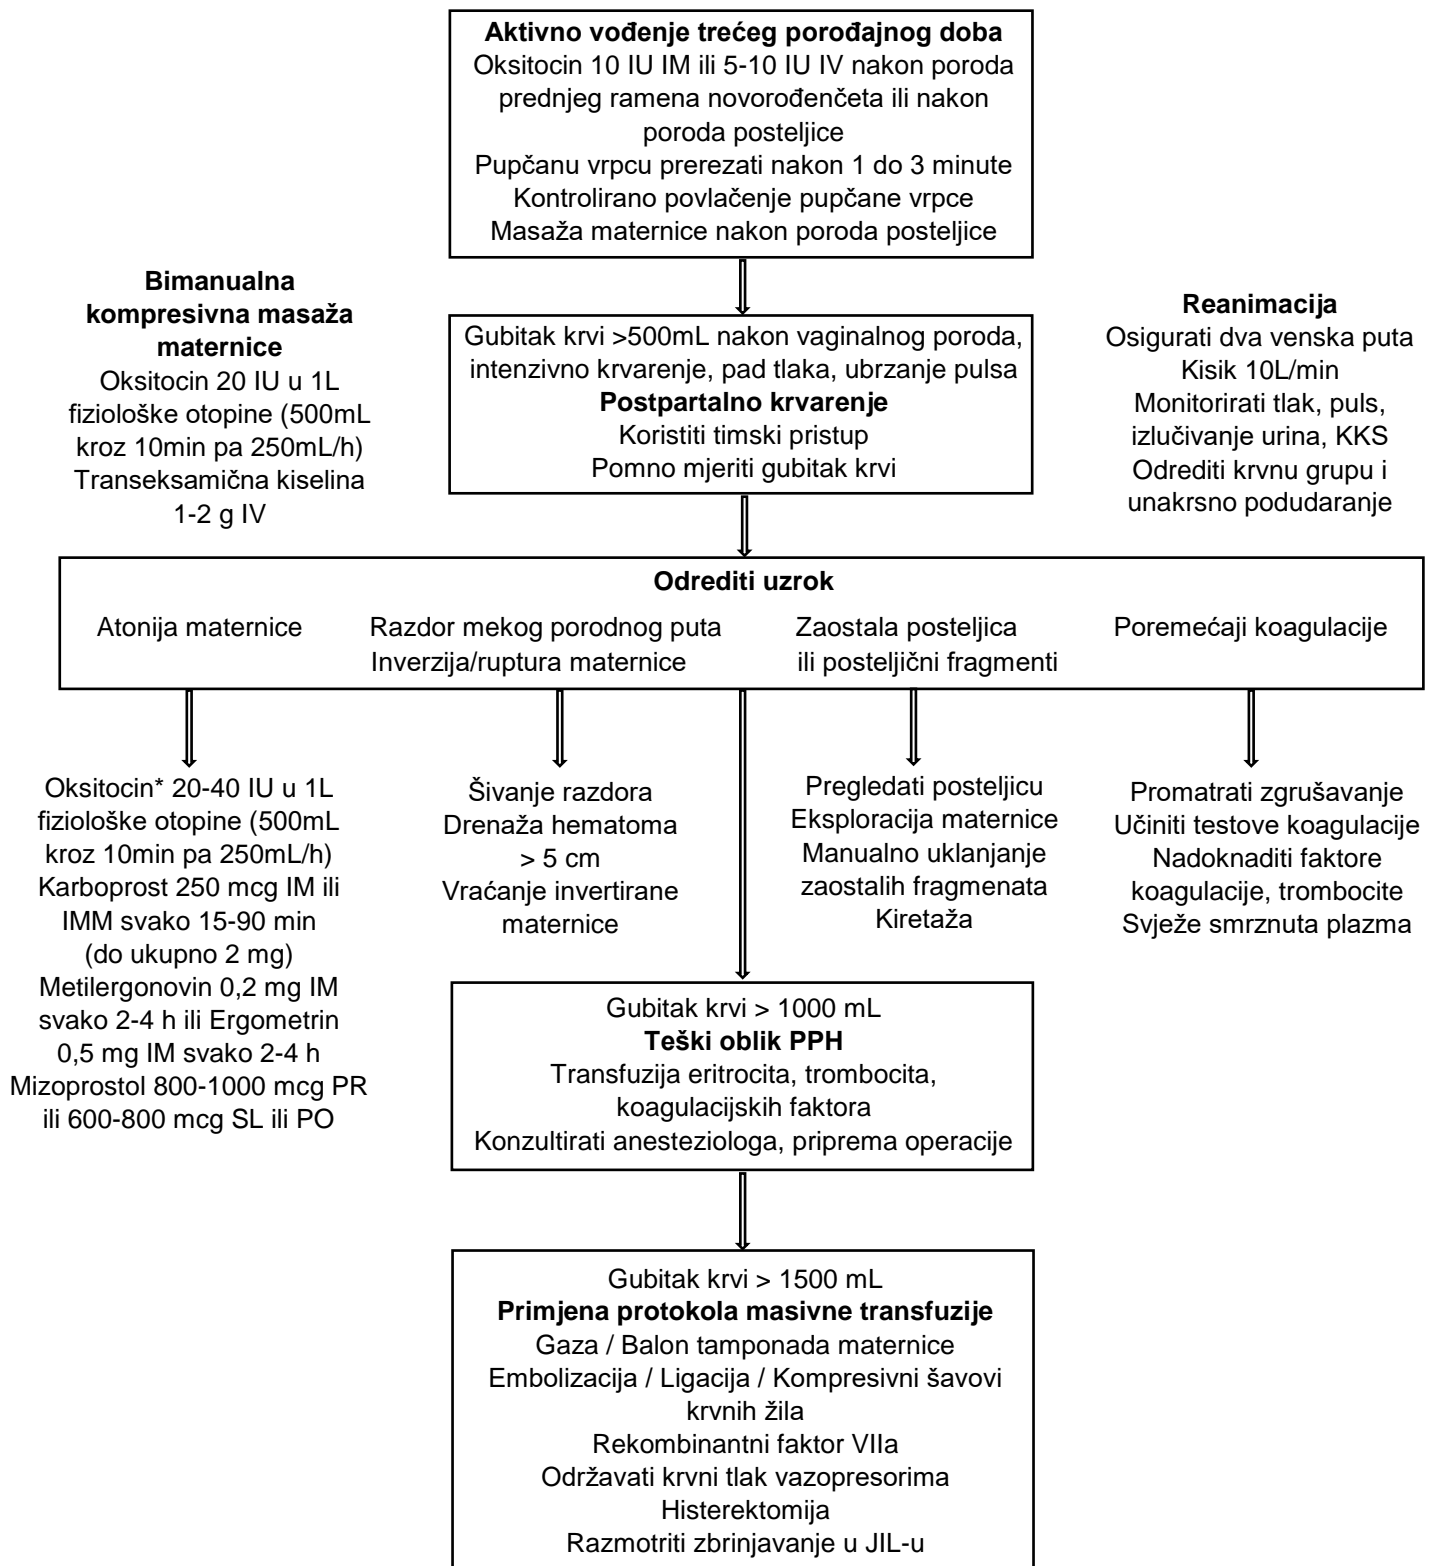 Aktivno vođenje trećeg porođajnog doba
Oksitocin 10 IU IM ili 5-10 IU IV nakon poroda
prednjeg ramena novorođenčeta ili nakon
poroda posteljice
Pupčanu vrpcu prerezati nakon 1 do 3 minute
Kontrolirano povlačenje pupčane vrpce
Masaža maternice nakon poroda posteljice
Bimanualna
kompresivna masaža
maternice
Oksitocin 20 IU u 1L
fiziološke otopine (500mL
kroz 10min pa 250mL/h)
Transeksamična kiselina
1-2 g IV
Gubitak krvi >500mL nakon vaginalnog poroda,
intenzivno krvarenje, pad tlaka, ubrzanje pulsa
Postpartalno krvarenje
Koristiti timski pristup
Pomno mjeriti gubitak krvi
Reanimacija
Osigurati dva venska puta
Kisik 10L/min
Monitorirati tlak, puls,
izlučivanje urina, KKS
Odrediti krvnu grupu i
unakrsno podudaranje
Odrediti uzrok
Atonija maternice
Razdor mekog porodnog puta
Inverzija/ruptura maternice
Zaostala posteljica
ili posteljični fragmenti
Poremećaji koagulacije
Oksitocin* 20-40 IU u 1L
fiziološke otopine (500mL
kroz 10min pa 250mL/h)
Karboprost 250 mcg IM ili
IMM svako 15-90 min
(do ukupno 2 mg)
Metilergonovin 0,2 mg IM
svako 2-4 h ili Ergometrin
0,5 mg IM svako 2-4 h
Mizoprostol 800-1000 mcg PR
ili 600-800 mcg SL ili PO
Šivanje razdora
Drenaža hematoma
> 5 cm
Vraćanje invertirane
maternice
Pregledati posteljicu
Eksploracija maternice
Manualno uklanjanje
zaostalih fragmenata
Kiretaža
Promatrati zgrušavanje
Učiniti testove koagulacije
Nadoknaditi faktore
koagulacije, trombocite
Svježe smrznuta plazma
Gubitak krvi > 1000 mL
Teški oblik PPH
Transfuzija eritrocita, trombocita,
koagulacijskih faktora
Konzultirati anesteziologa, priprema operacije
Gubitak krvi > 1500 mL
Primjena protokola masivne transfuzije
Gaza / Balon tamponada maternice
Embolizacija / Ligacija / Kompresivni šavovi
krvnih žila
Rekombinantni faktor VIIa
Održavati krvni tlak vazopresorima
Histerektomija
Razmotriti zbrinjavanje u JIL-u